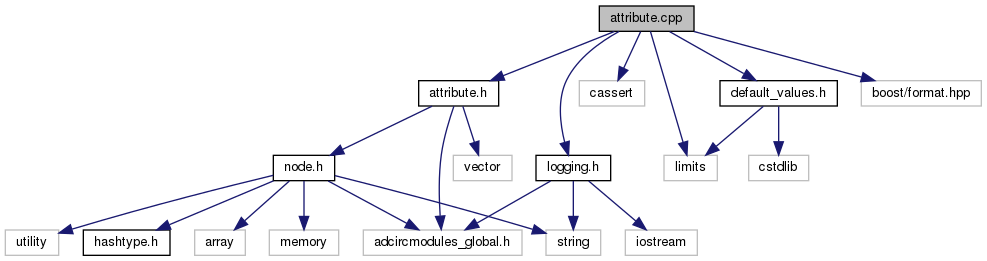 attribute.cpp
attribute.h
cassert
default_values.h
boost/format.hpp
node.h
vector
logging.h
limits
cstdlib
utility
hashtype.h
array
memory
adcircmodules_global.h
string
iostream